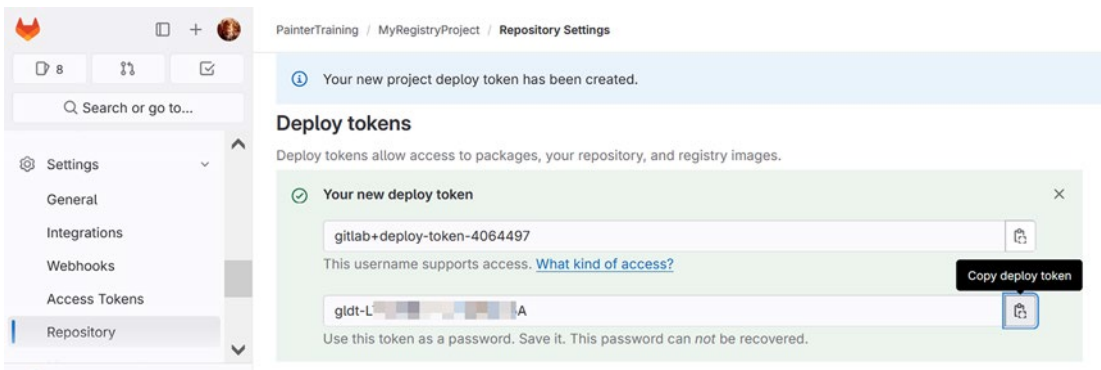 PainterTraining / MyRegistryProject / Repository Settings
8
Search or go to...
Settings
General
Integrations
Webhooks
Access Tokens
Repository
Your new project deploy token has been created.
Deploy tokens
Deploy tokens allow access to packages, your repository, and registry images.
Your new deploy token
gitlab+deploy-token-4064497
This username supports access. What kind of access?
Copy deploy token
gldt-L A
Use this token as a password. Save it. This password can not be recovered.